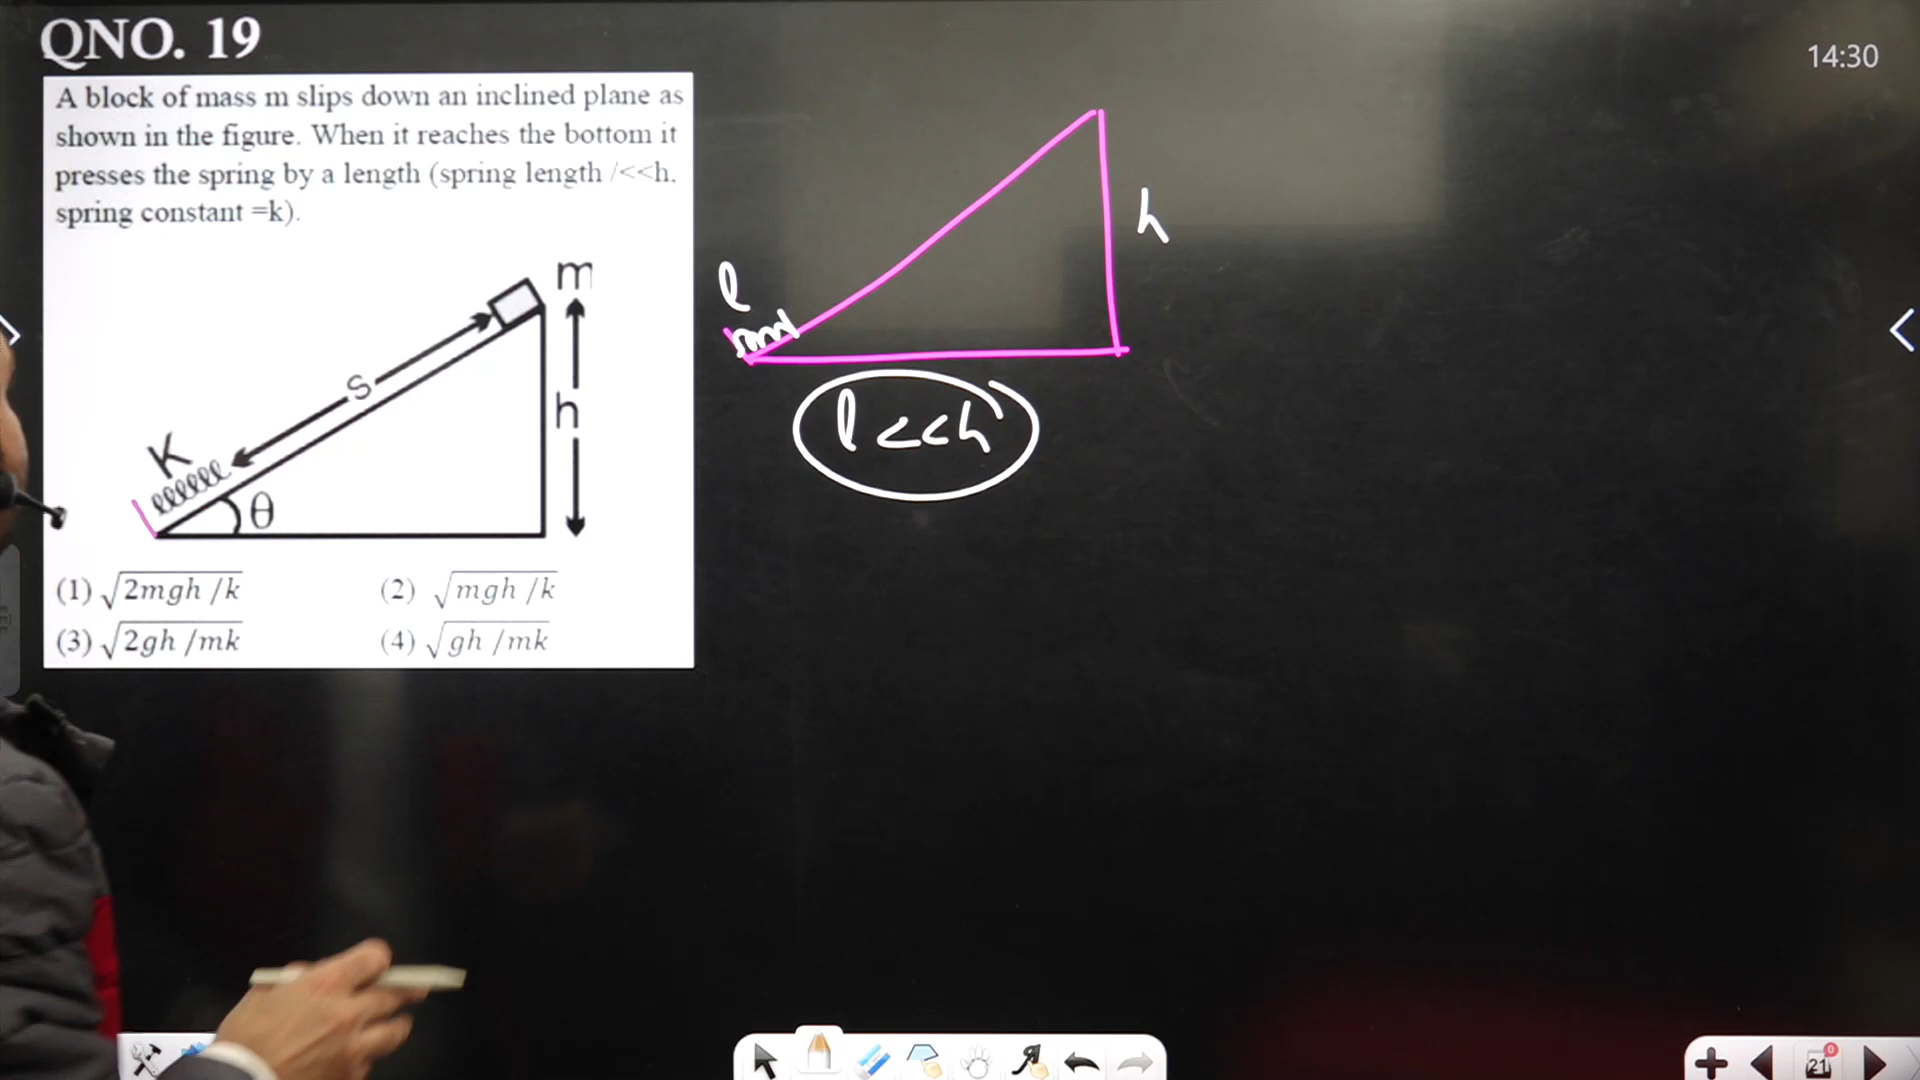 QNO. 19
14:30
A block of mass m slips down an inclined plane as
shown in the figure. When it reaches the bottom it
presses the spring by a length (spring length l<<h.
spring constant =k).
m
s
h
K
θ
(1) √2mgh /k
(2) √mgh /k
(3) √2gh /mk
(4) √gh /mk
h
l
l<<h
21
0